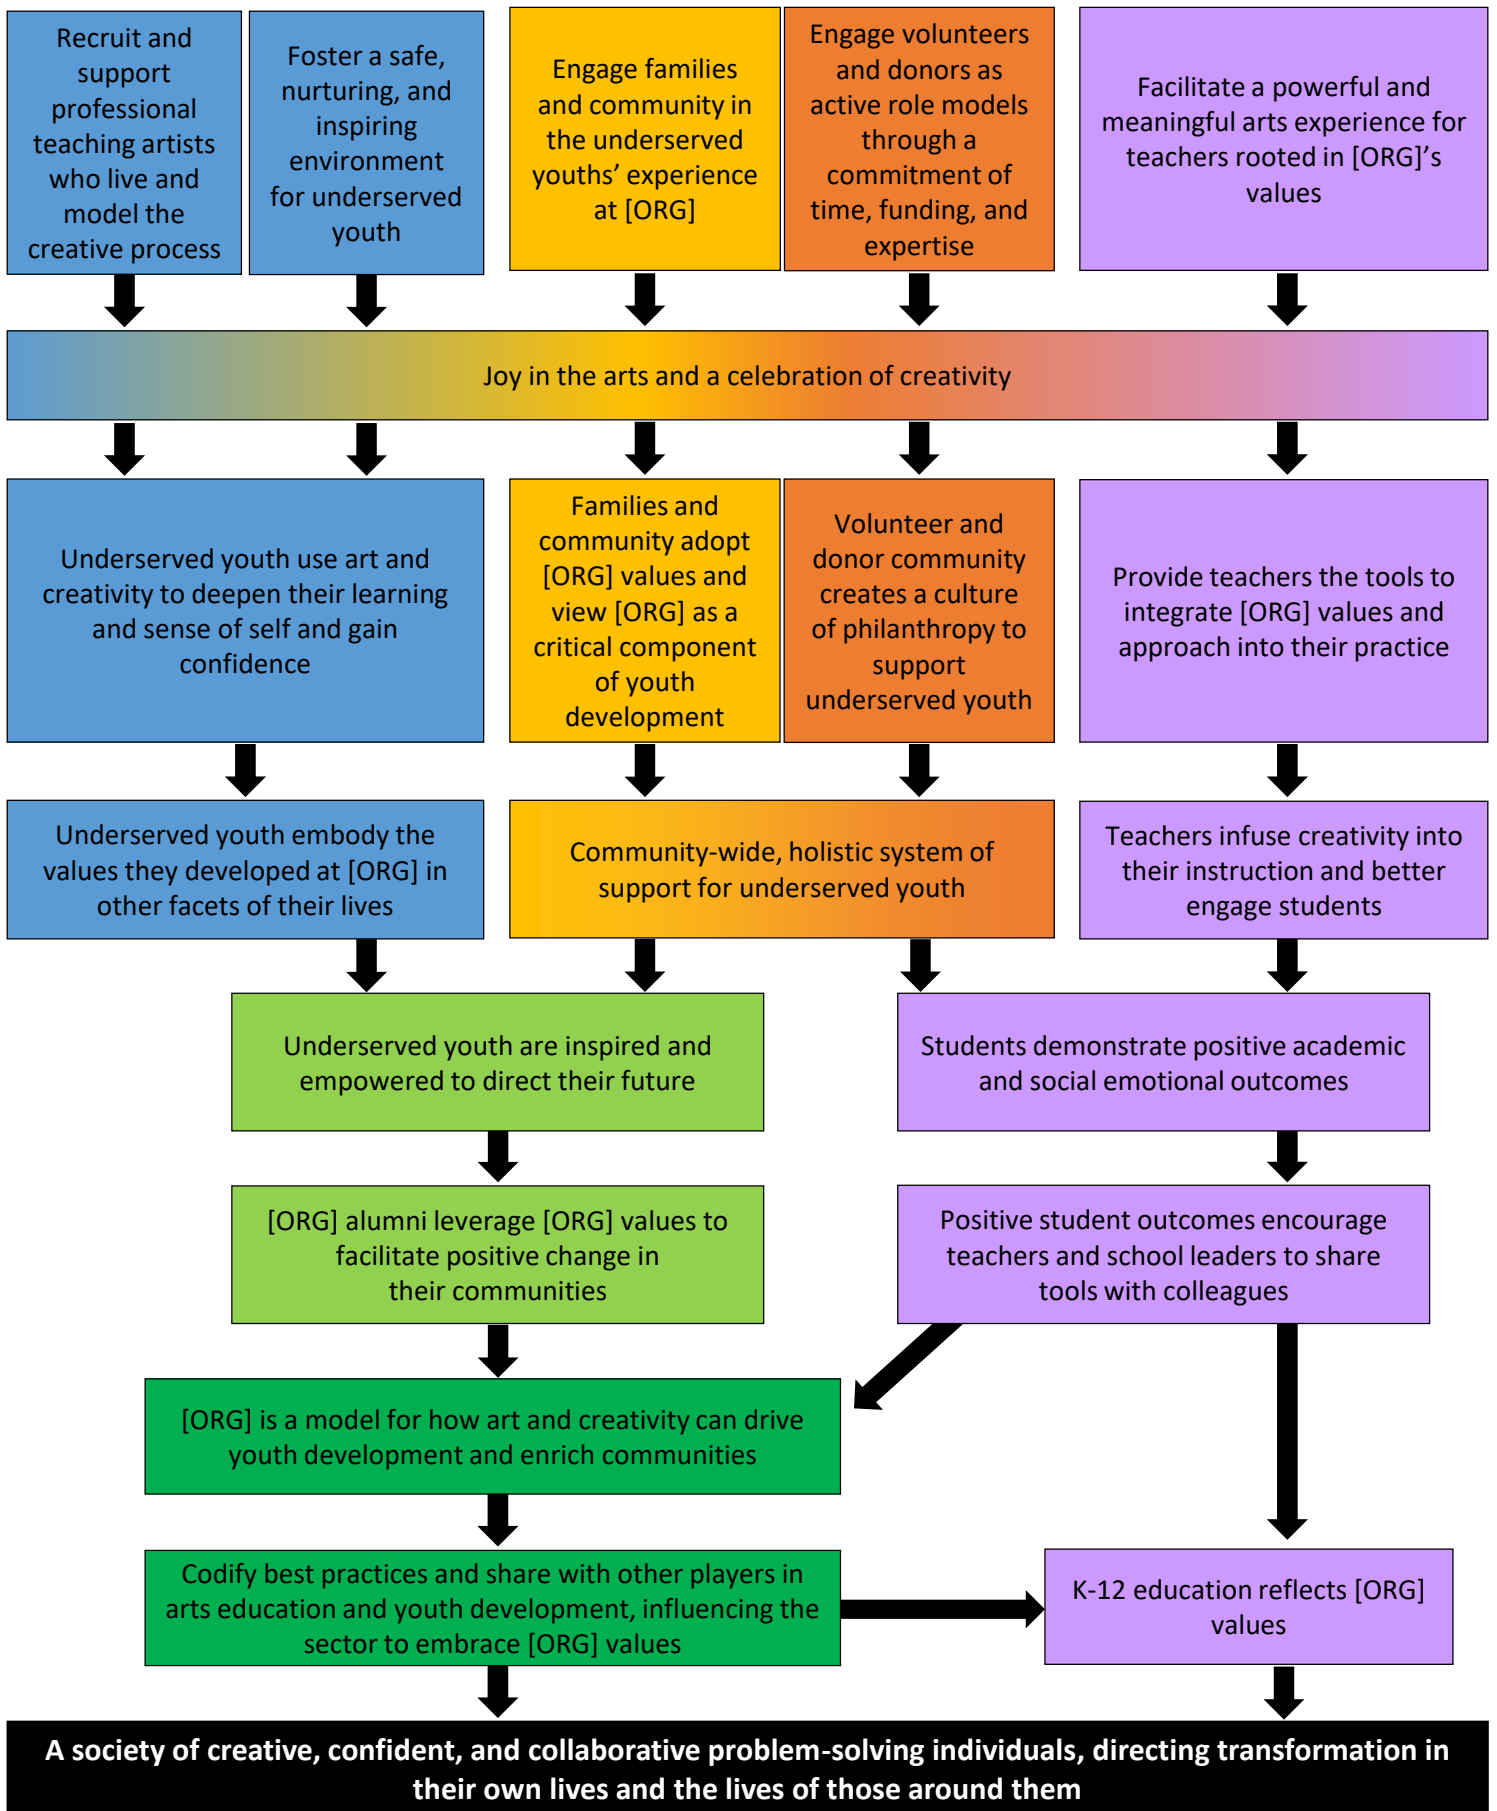 Recruit and
support
professional
teaching artists
who live and
model the
creative process
Foster a safe,
nurturing, and
inspiring
environment
for underserved
youth
Engage families
and community in
the underserved
youths’ experience
at [ORG]
Engage volunteers
and donors as
active role models
through a
commitment of
time, funding, and
expertise
Facilitate a powerful and
meaningful arts experience for
teachers rooted in [ORG]’s
values
Joy in the arts and a celebration of creativity
Underserved youth use art and
creativity to deepen their learning
and sense of self and gain
confidence
Families and
community adopt
[ORG] values and
view [ORG] as a
critical component
of youth
development
Volunteer and
donor community
creates a culture
of philanthropy to
support
underserved youth
Provide teachers the tools to
integrate [ORG] values and
approach into their practice
Underserved youth embody the
values they developed at [ORG] in
other facets of their lives
Community-wide, holistic system of
support for underserved youth
Teachers infuse creativity into
their instruction and better
engage students
Underserved youth are inspired and
empowered to direct their future
Students demonstrate positive academic
and social emotional outcomes
[ORG] alumni leverage [ORG] values to
facilitate positive change in
their communities
Positive student outcomes encourage
teachers and school leaders to share
tools with colleagues
[ORG] is a model for how art and creativity can drive
youth development and enrich communities
Codify best practices and share with other players in
arts education and youth development, influencing the
sector to embrace [ORG] values
K-12 education reflects [ORG]
values
A society of creative, confident, and collaborative problem-solving individuals, directing transformation in
their own lives and the lives of those around them